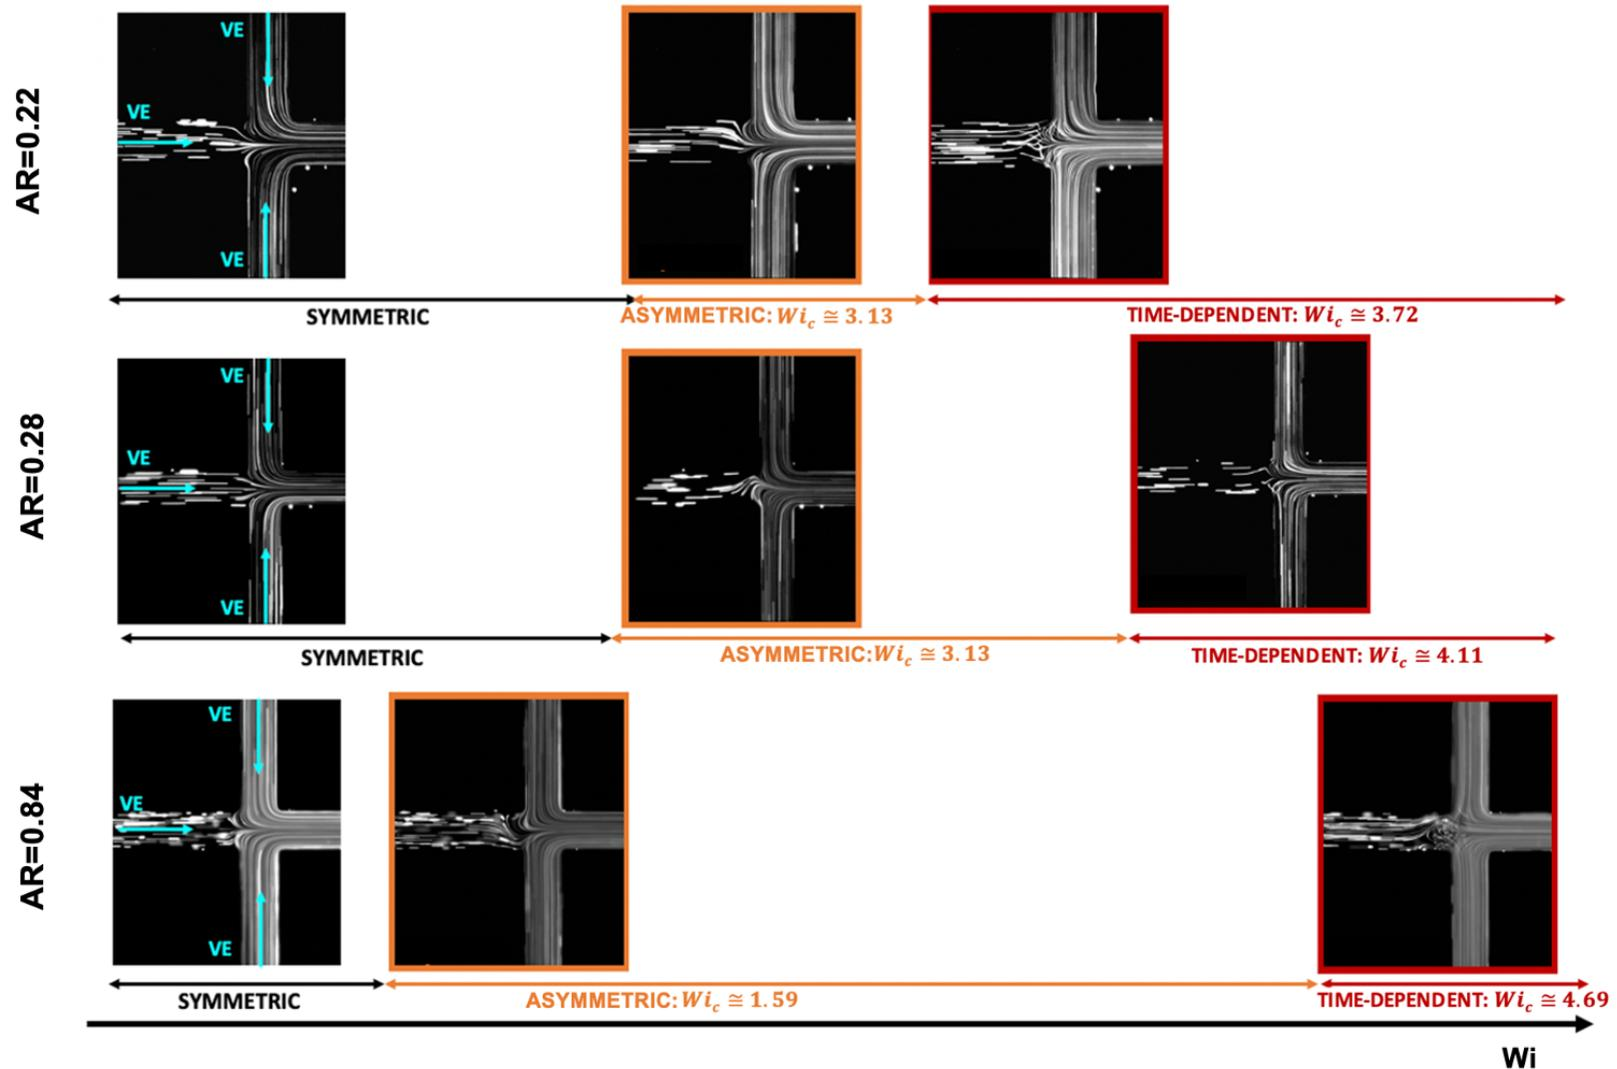 AR=0.22
VE
VE
VE
SYMMETRIC
ASYMMETRIC: Wi_c ≅ 3.13
TIME-DEPENDENT: Wi_c ≅ 3.72
AR=0.28
VE
VE
VE
SYMMETRIC
ASYMMETRIC:Wi_c ≅ 3.13
TIME-DEPENDENT: Wi_c ≅ 4.11
AR=0.84
VE
VE
VE
SYMMETRIC
ASYMMETRIC: Wi_c ≅ 1.59
TIME-DEPENDENT: Wi_c ≅ 4.69
Wi